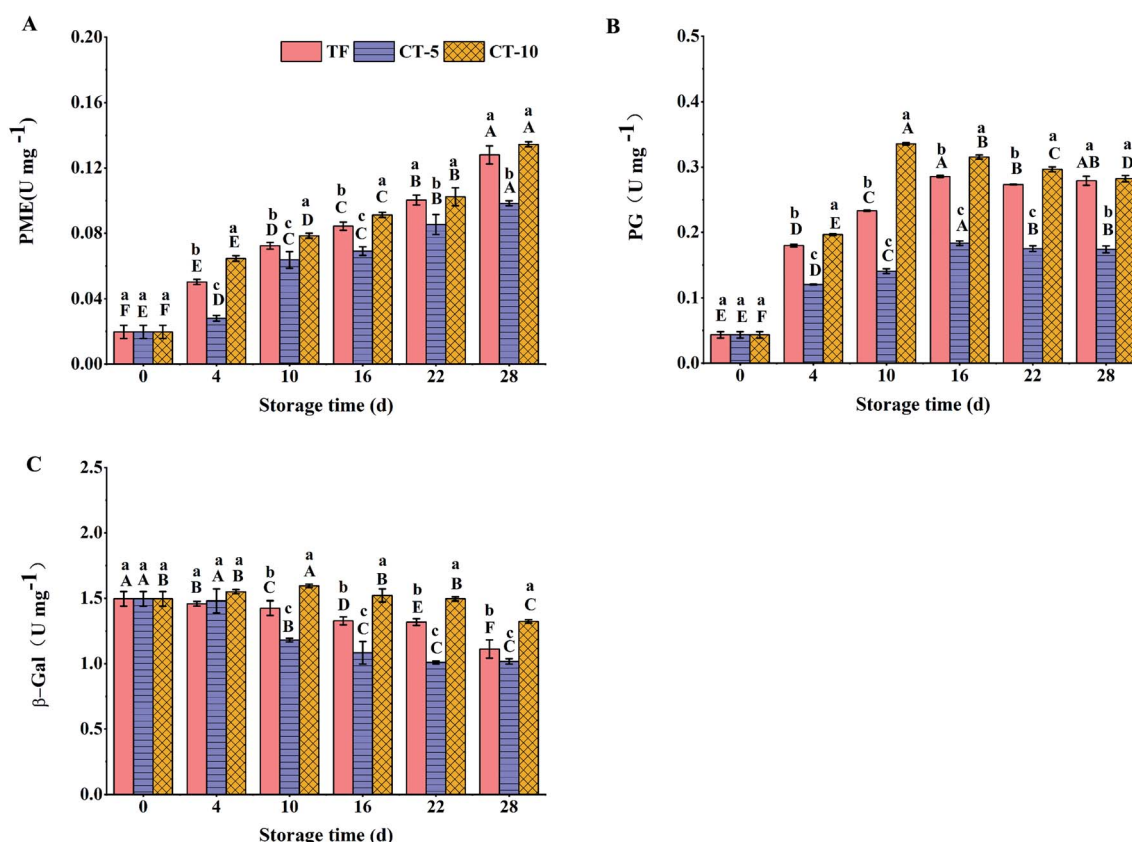 A
PME(U mg -1)
0.20
0.16
0.12
0.08
0.04
0.00
TF CT-5 CT-10
a a a
F E F
b c a
E D E
b c a
D C D
b c a
C C C
a b a
B B B
a b a
A A A
0 4 10 16 22 28
Storage time (d)
B
PG（U mg -1）
0.5
0.4
0.3
0.2
0.1
0.0
a a a
E E F
b c a
D D E
b c a
C C A
b c a
A A B
b c a
B B C
a b a
AB B D
0 4 10 16 22 28
Storage time (d)
C
β–Gal（U mg -1）
2.5
2.0
1.5
1.0
0.5
0.0
a a a
A A B
a a a
B A B
b c a
C B A
b c a
D C B
b c a
E C B
b c a
F C C
0 4 10 16 22 28
Storage time (d)